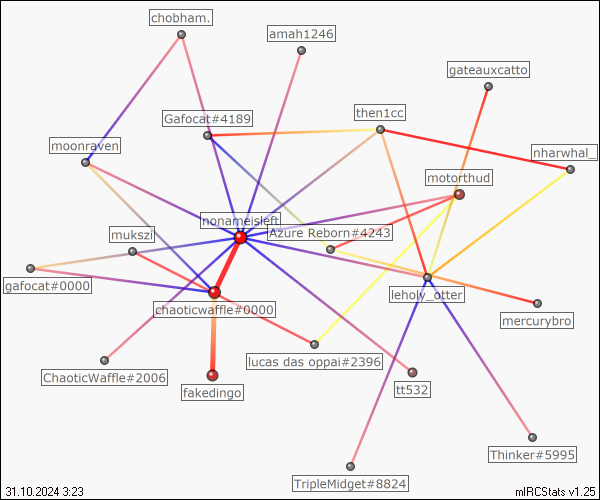 chobham.
amah1246
gateauxcatto
Gafocat#4189
then1cc
moonraven
nharwhal_
motorthud
nonameisleft
mukszi
Azure Reborn#4243
gafocat#0000
leholy_otter
chaoticwaffle#0000
mercurybro
ChaoticWaffle#2006
lucas das oppai#2396
fakedingo
tt532
Thinker#5995
TripleMidget#8824
31.10.2024 3:23
mIRCStats v1.25